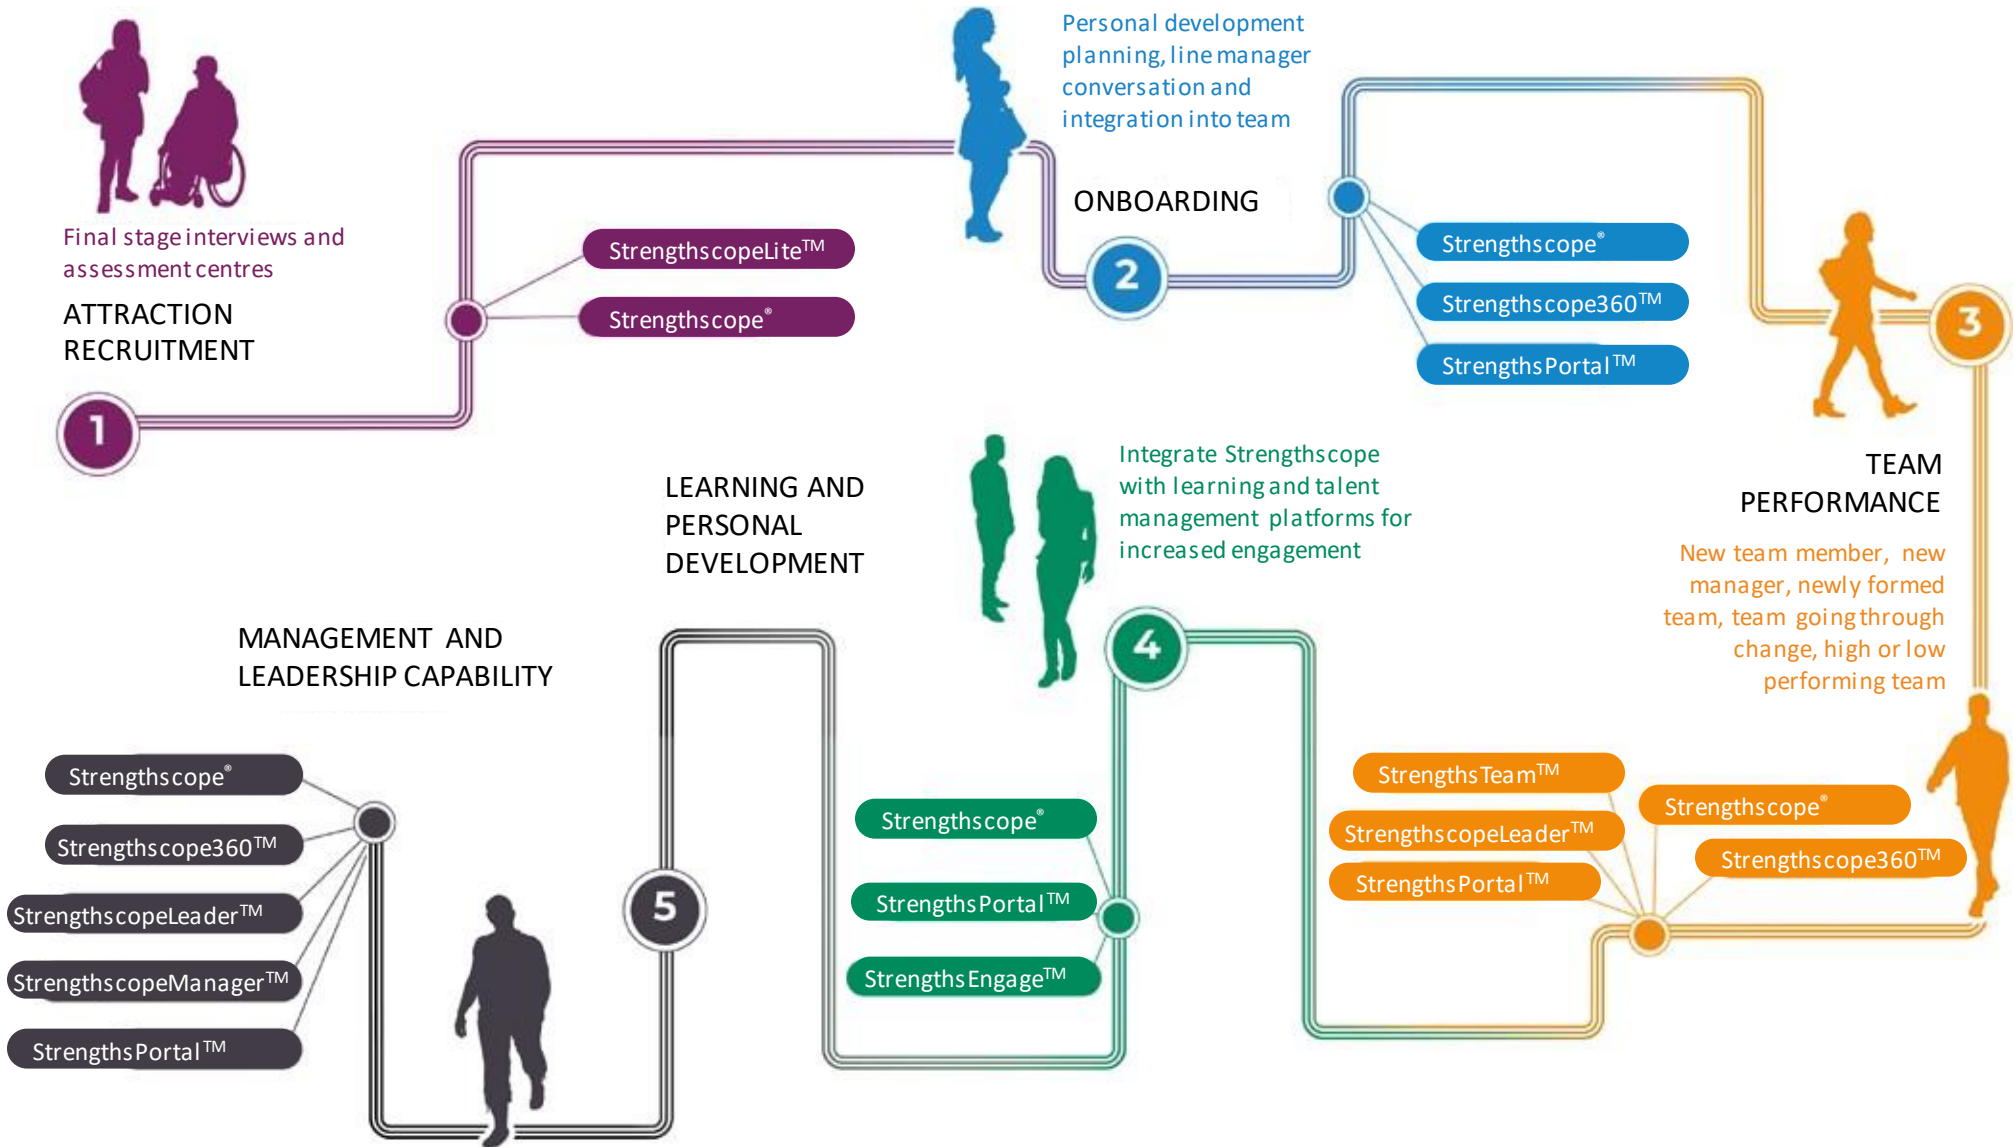 Final stage interviews and
assessment centres
ATTRACTION
RECRUITMENT
1
StrengthscopeLite™
Strengthscope®
Personal development
planning, line manager
conversation and
integration into team
ONBOARDING
2
Strengthscope®
Strengthscope360™
StrengthsPortal™
3
TEAM
PERFORMANCE
New team member, new
manager, newly formed
team, team going through
change, high or low
performing team
StrengthsTeam™
StrengthscopeLeader™
StrengthsPortal™
Strengthscope®
Strengthscope360™
LEARNING AND
PERSONAL
DEVELOPMENT
Integrate Strengthscope
with learning and talent
management platforms for
increased engagement
4
Strengthscope®
StrengthsPortal™
StrengthsEngage™
MANAGEMENT AND
LEADERSHIP CAPABILITY
5
Strengthscope®
Strengthscope360™
StrengthscopeLeader™
StrengthscopeManager™
StrengthsPortal™